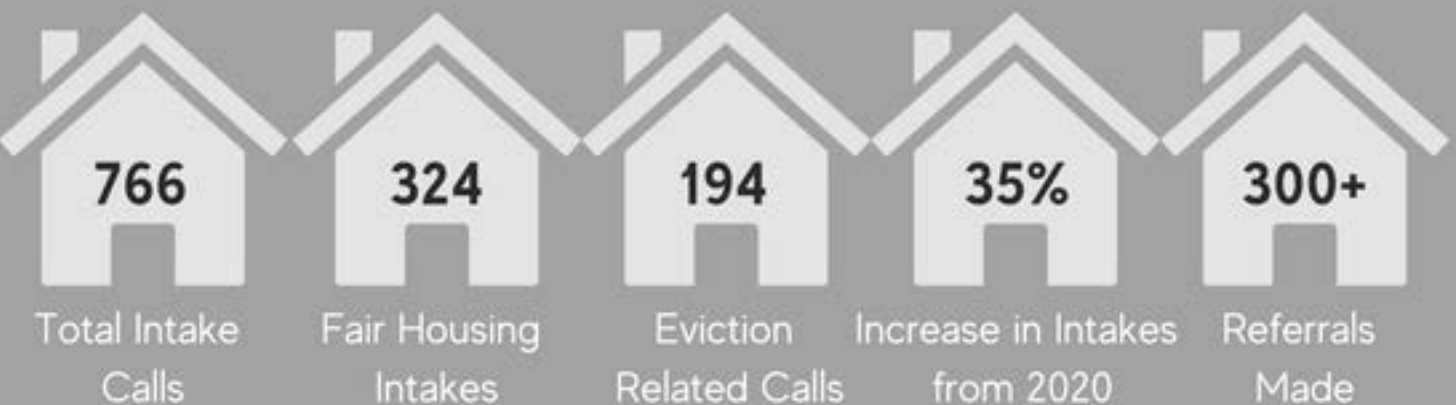 766
Total Intake
Calls
324
Fair Housing
Intakes
194
Eviction
Related Calls
35%
Increase in Intakes
from 2020
300+
Referrals
Made